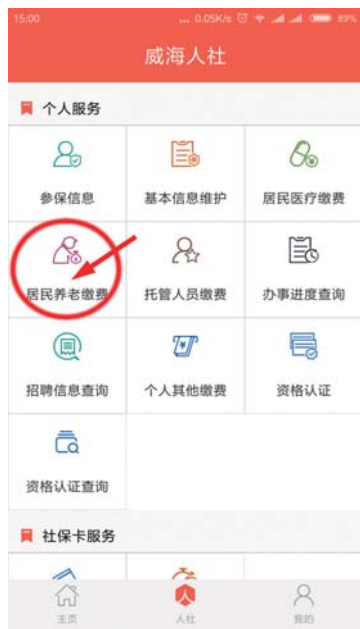 15:00 ... 0.05K/s 89%
威海人社
个人服务
参保信息 基本信息维护 居民医疗缴费
居民养老缴费 托管人员缴费 办事进度查询
招聘信息查询 个人其他缴费 资格认证
资格认证查询
社保卡服务
主页 人社 我的